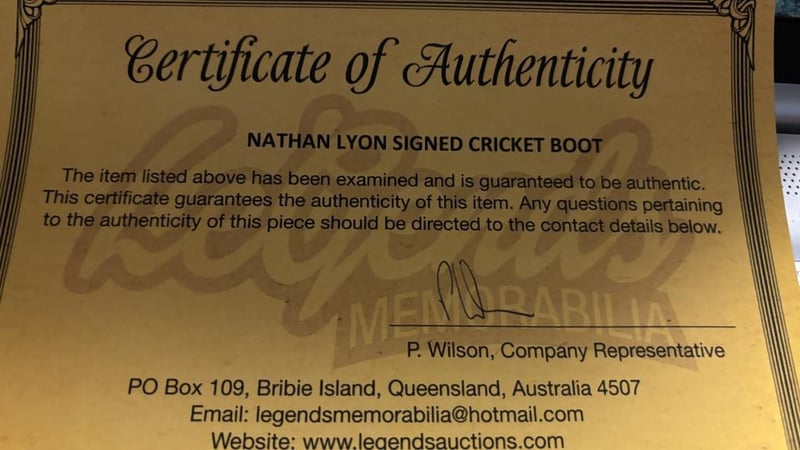 Certificate of Authenticity
NATHAN LYON SIGNED CRICKET BOOT
The item listed above has been examined and is guaranteed to be authentic.
This certificate guarantees the authenticity of this item. Any questions pertaining
to the authenticity of this piece should be directed to the contact details below.
Legends
MEMORABILIA
P. Wilson, Company Representative
PO Box 109, Bribie Island, Queensland, Australia 4507
Email: legendsmemorabilia@hotmail.com
Website: www.legendsauctions.com